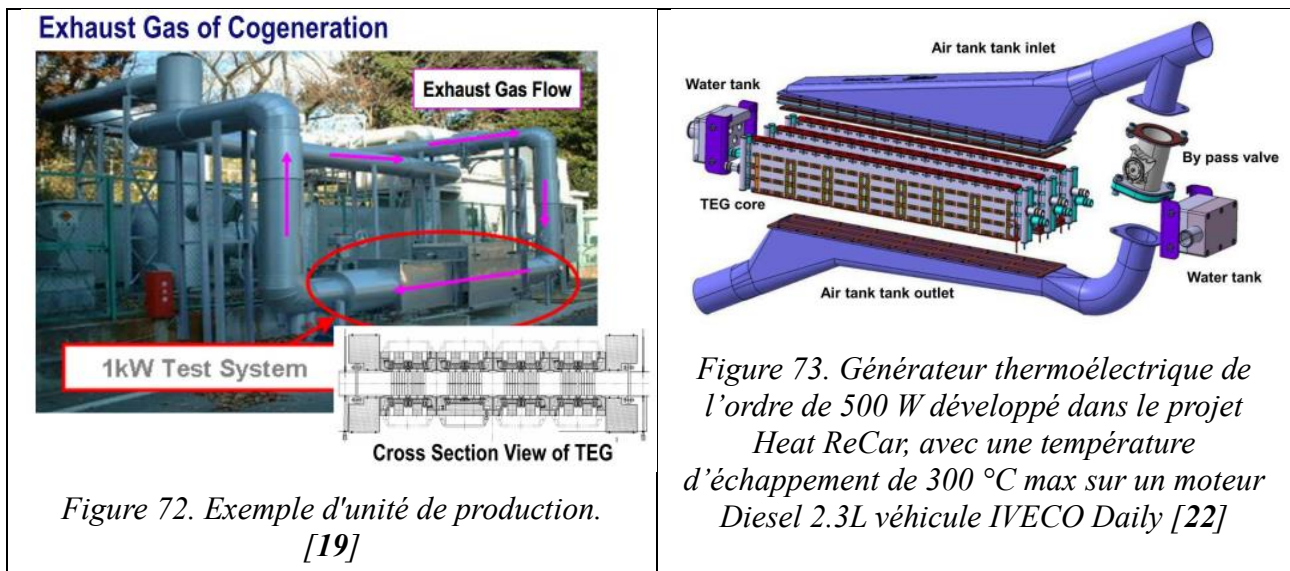 Exhaust Gas of Cogeneration
Exhaust Gas Flow
1kW Test System
Cross Section View of TEG
Figure 72. Exemple d'unité de production.
[19]
Air tank tank inlet
Water tank
By pass valve
TEG core
Water tank
Air tank tank outlet
Figure 73. Générateur thermoélectrique de
l’ordre de 500 W développé dans le projet
Heat ReCar, avec une température
d’échappement de 300 °C max sur un moteur
Diesel 2.3L véhicule IVECO Daily [22]